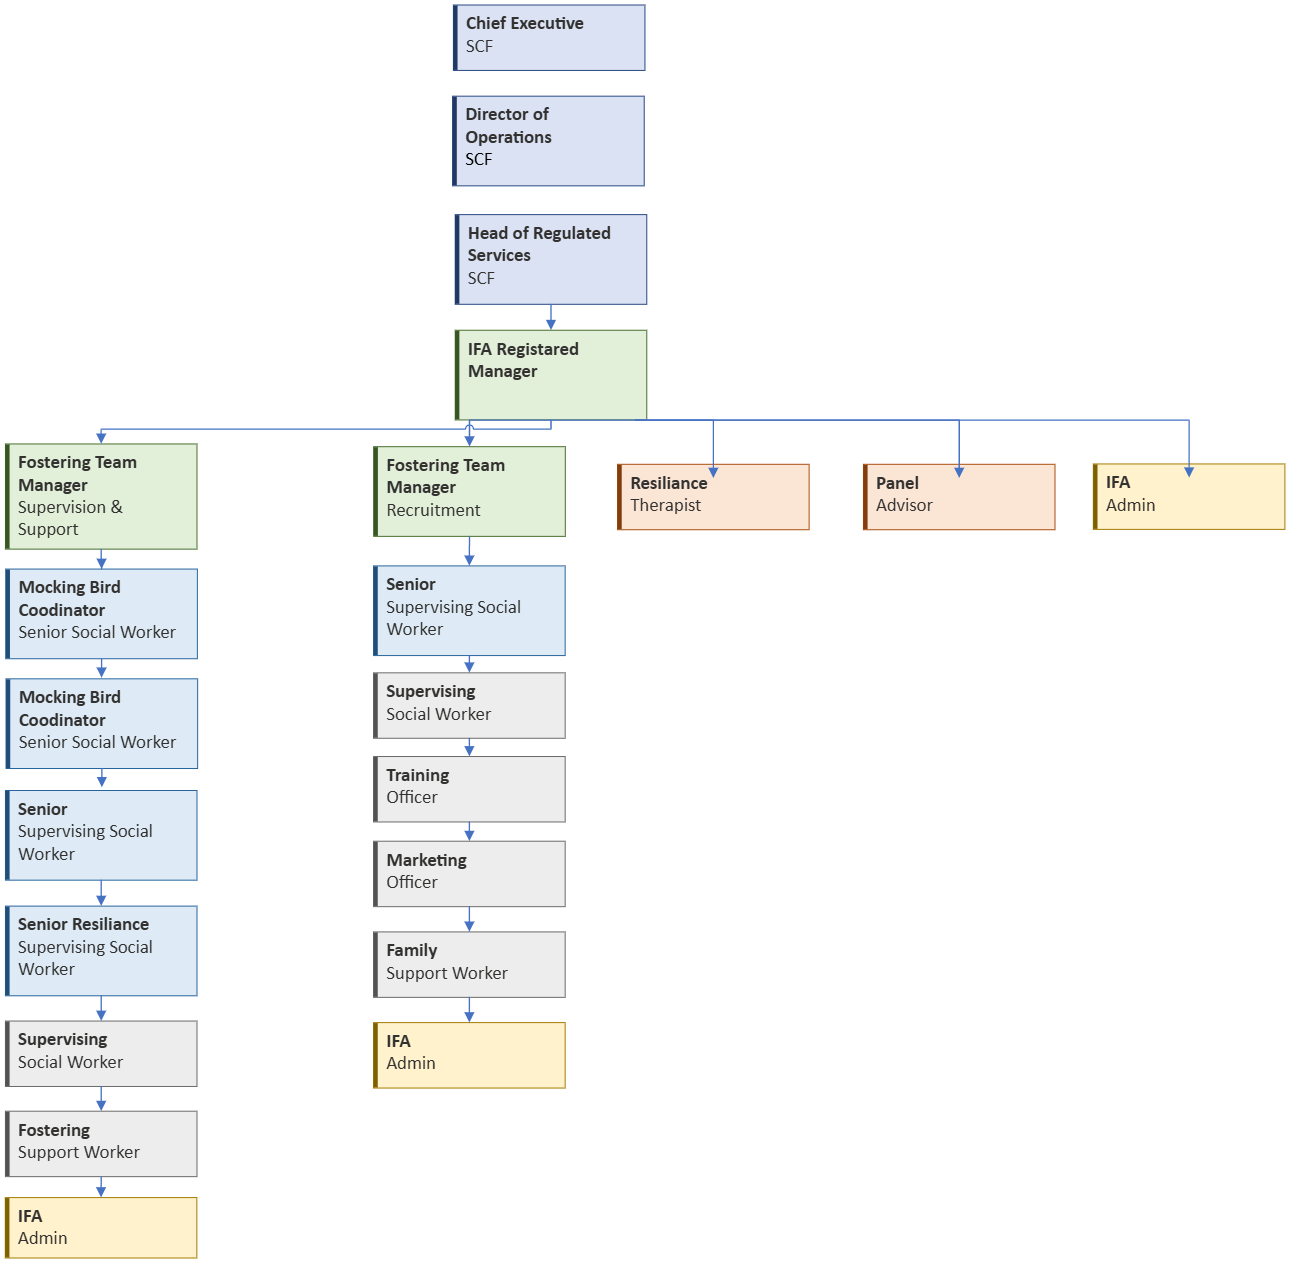 Chief Executive
SCF
Director of
Operations
SCF
Head of Regulated
Services
SCF
IFA Registared
Manager
Fostering Team
Manager
Supervision &
Support
Mocking Bird
Coodinator
Senior Social Worker
Mocking Bird
Coodinator
Senior Social Worker
Senior
Supervising Social
Worker
Senior Resiliance
Supervising Social
Worker
Supervising
Social Worker
Fostering
Support Worker
IFA
Admin
Fostering Team
Manager
Recruitment
Senior
Supervising Social
Worker
Supervising
Social Worker
Training
Officer
Marketing
Officer
Family
Support Worker
IFA
Admin
Resiliance
Therapist
Panel
Advisor
IFA
Admin